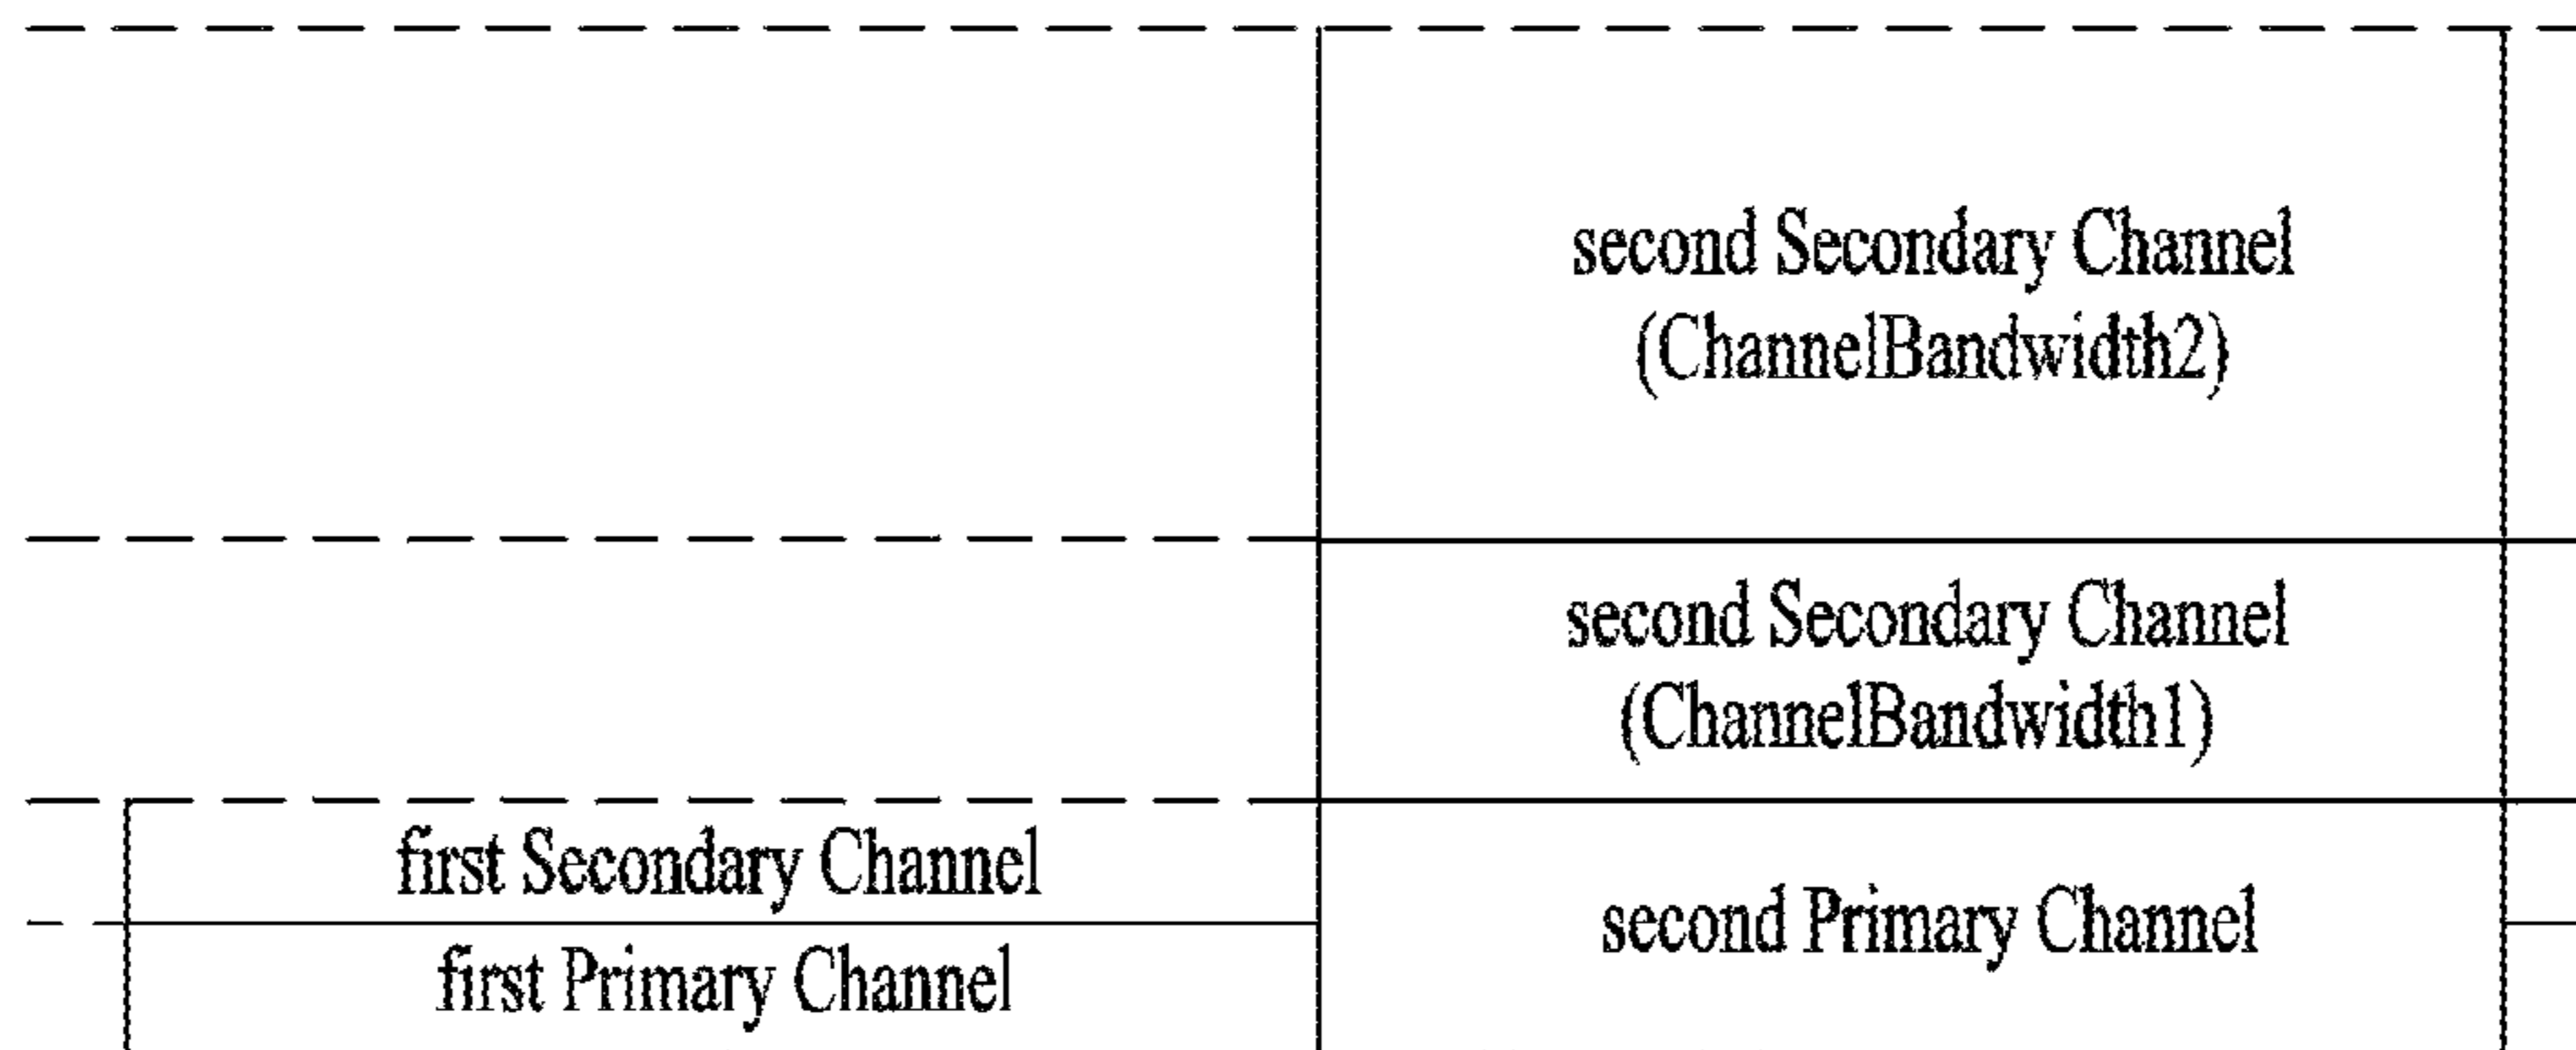 second Secondary Channel
(ChannelBandwidth2)
second Secondary Channel
(ChannelBandwidth1)
first Secondary Channel
second Primary Channel
first Primary Channel